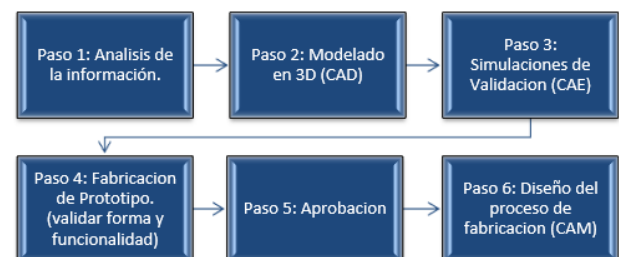 Paso 1: Analisis de
la información.
Paso 2: Modelado
en 3D (CAD)
Paso 3:
Simulaciones de
Validacion (CAE)
Paso 4: Fabricacion
de Prototipo.
(validar forma y
funcionalidad)
Paso 5: Aprobacion
Paso 6: Diseño del
proceso de
fabricacion (CAM)